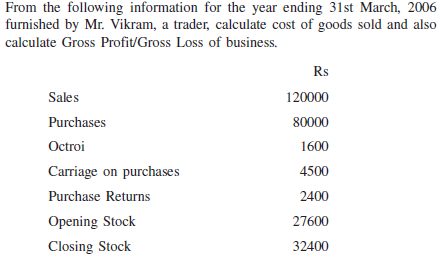 From the following information for the year ending 31st March, 2006
furnished by Mr. Vikram, a trader, calculate cost of goods sold and also
calculate Gross Profit/Gross Loss of business.
Rs
Sales 120000
Purchases 80000
Octroi 1600
Carriage on purchases 4500
Purchase Returns 2400
Opening Stock 27600
Closing Stock 32400